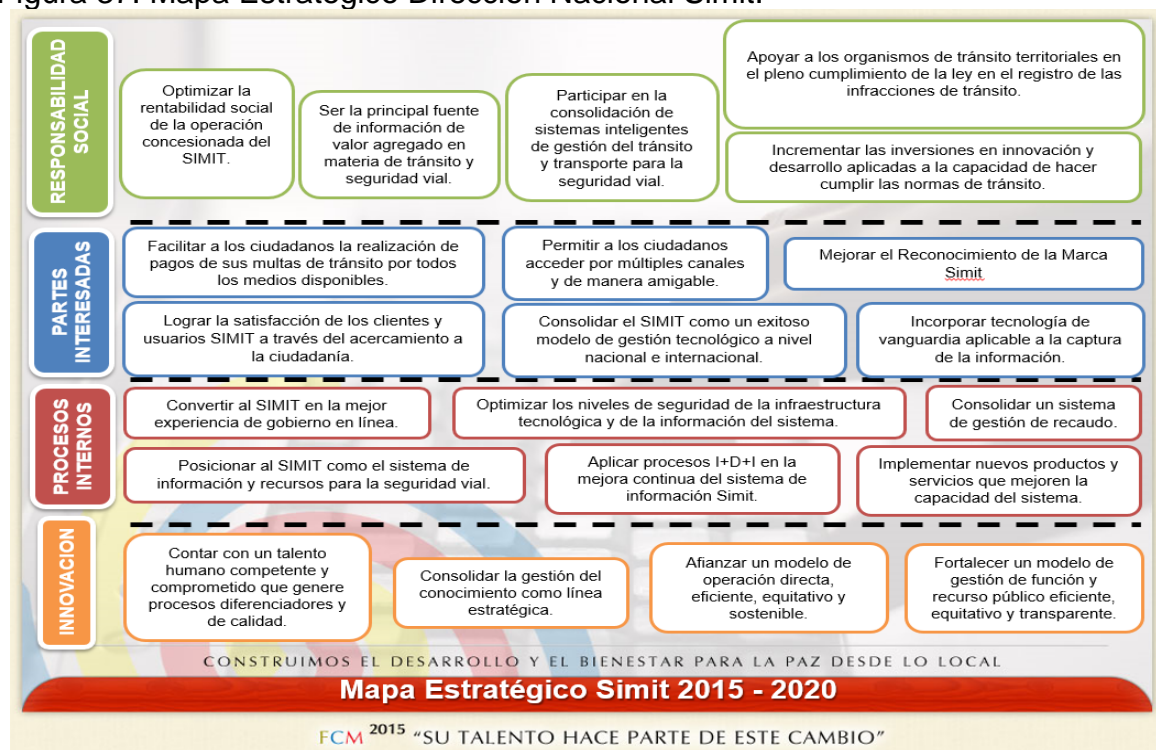 Figura 37. Mapa Estratégico Dirección Nacional Simit.
RESPONSABILIDAD
SOCIAL
Optimizar la
rentabilidad social
de la operación
concesionada del
SIMIT.
Ser la principal fuente
de información de
valor agregado en
materia de tránsito y
seguridad vial.
Participar en la
consolidación de
sistemas inteligentes
de gestión del tránsito
y transporte para la
seguridad vial.
Apoyar a los organismos de tránsito territoriales en
el pleno cumplimiento de la ley en el registro de las
infracciones de tránsito.
Incrementar las inversiones en innovación y
desarrollo aplicadas a la capacidad de hacer
cumplir las normas de tránsito.
PARTES
INTERESADAS
Facilitar a los ciudadanos la realización de
pagos de sus multas de tránsito por todos
los medios disponibles.
Permitir a los ciudadanos
acceder por múltiples canales
y de manera amigable.
Mejorar el Reconocimiento de la Marca
Simit
Lograr la satisfacción de los clientes y
usuarios SIMIT a través del acercamiento a
la ciudadanía.
Consolidar el SIMIT como un exitoso
modelo de gestión tecnológico a nivel
nacional e internacional.
Incorporar tecnología de
vanguardia aplicable a la captura
de la información.
PROCESOS
INTERNOS
Convertir al SIMIT en la mejor
experiencia de gobierno en línea.
Optimizar los niveles de seguridad de la infraestructura
tecnológica y de la información del sistema.
Consolidar un sistema
de gestión de recaudo.
Posicionar al SIMIT como el sistema de
información y recursos para la seguridad vial.
Aplicar procesos I+D+I en la
mejora continua del sistema de
información Simit.
Implementar nuevos productos y
servicios que mejoren la
capacidad del sistema.
INNOVACION
Contar con un talento
humano competente y
comprometido que genere
procesos diferenciadores y
de calidad.
Consolidar la gestión del
conocimiento como línea
estratégica.
Afianzar un modelo de
operación directa,
eficiente, equitativo y
sostenible.
Fortalecer un modelo de
gestión de función y
recurso público eficiente,
equitativo y transparente.
CONSTRUIMOS EL DESARROLLO Y EL BIENESTAR PARA LA PAZ DESDE LO LOCAL
Mapa Estratégico Simit 2015 - 2020
FCM 2015 “SU TALENTO HACE PARTE DE ESTE CAMBIO”